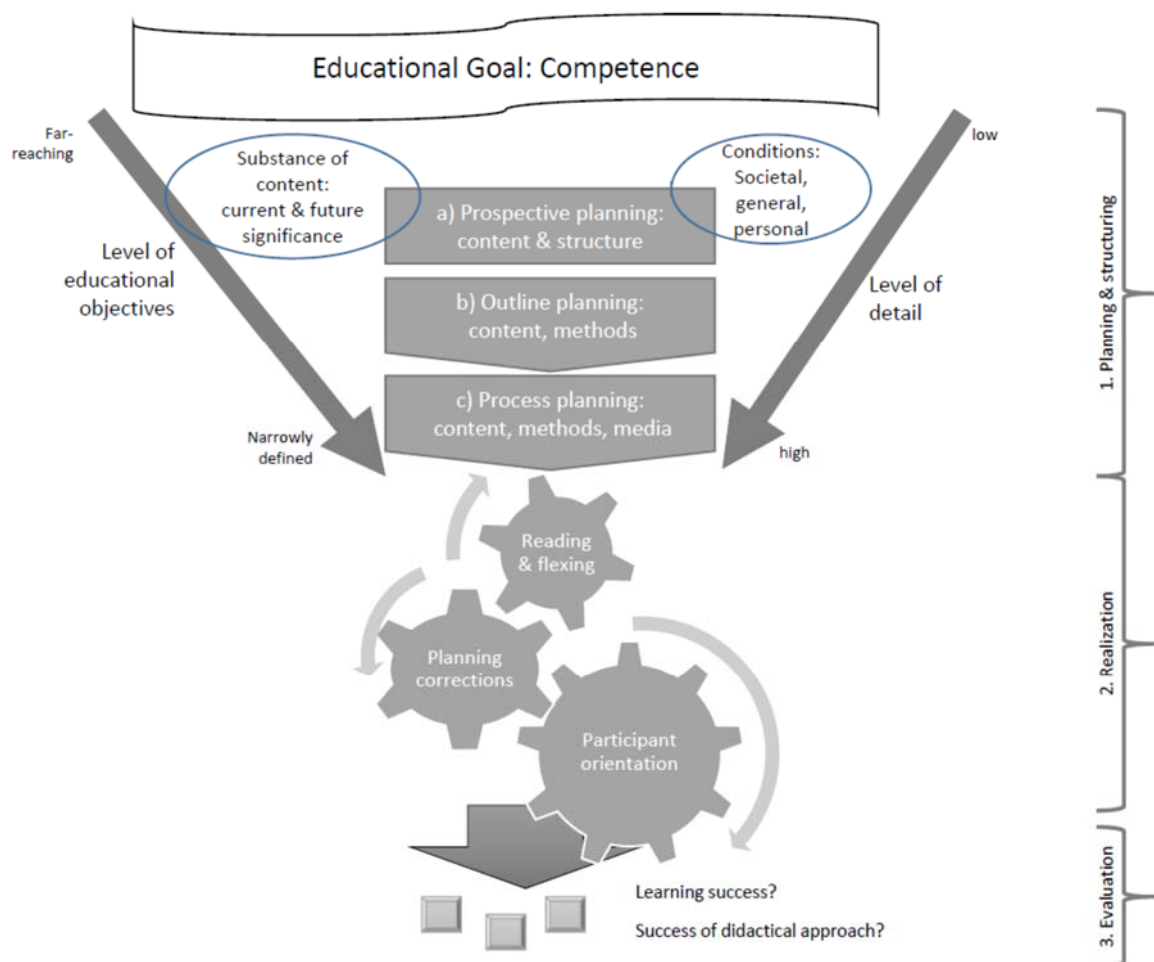 Educational Goal: Competence
Far-
reaching
low
Substance of
content:
current & future
significance
Conditions:
Societal,
general,
personal
a) Prospective planning:
content & structure
Level of
educational
objectives
Level of
detail
b) Outline planning:
content, methods
c) Process planning:
content, methods, media
Narrowly
defined
high
1. Planning & structuring
Reading
& flexing
Planning
corrections
Participant
orientation
2. Realization
Learning success?
Success of didactical approach?
3. Evaluation